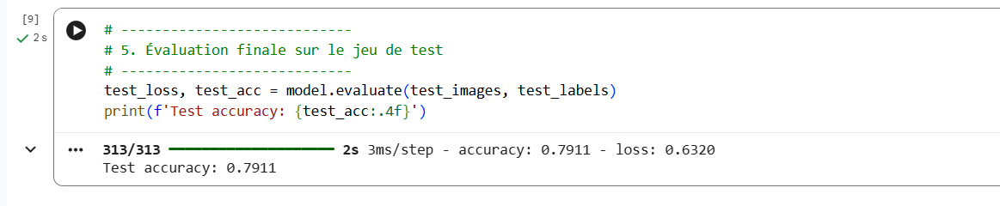 [9]
2s
# ----------------------------
# 5. Évaluation finale sur le jeu de test
# ----------------------------
test_loss, test_acc = model.evaluate(test_images, test_labels)
print(f'Test accuracy: {test_acc:.4f}')
313/313 ━━━━━━━━━━━━━━━━━━━━ 2s 3ms/step - accuracy: 0.7911 - loss: 0.6320
Test accuracy: 0.7911